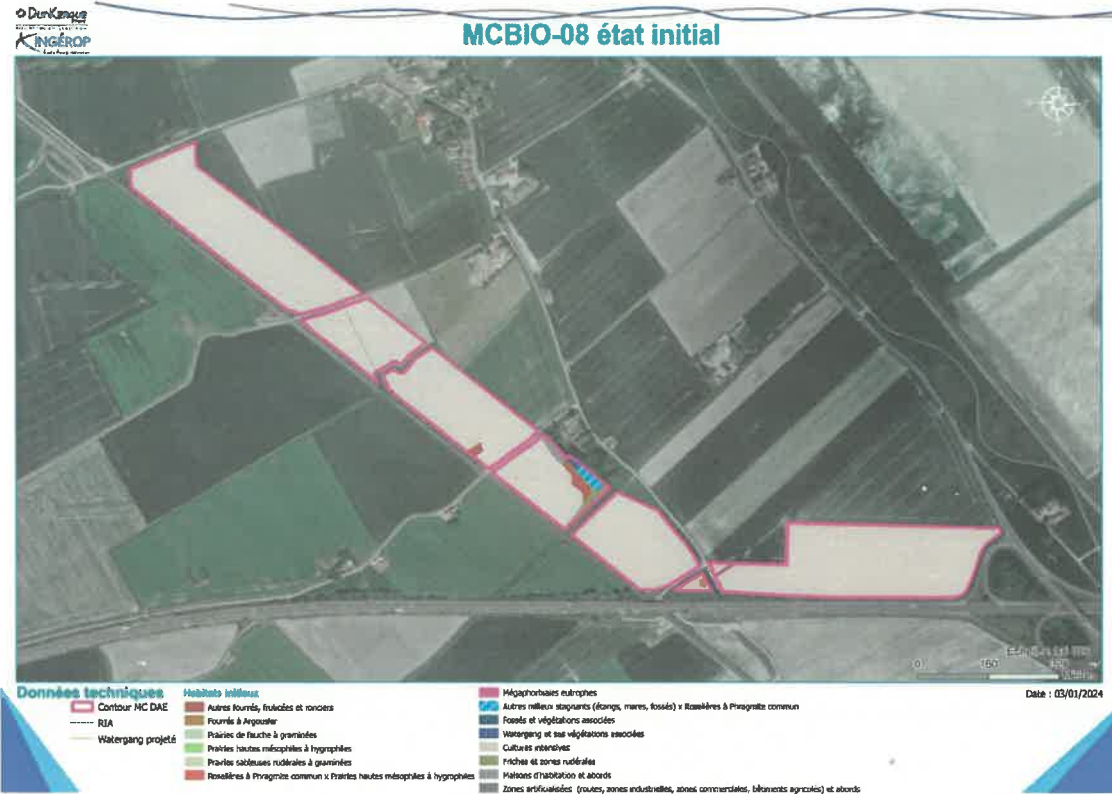 DunKerque
INGÉROP
MCBIO-08 état initial
0 160
Données techniques
Contour MC DAE
RIA
Watergang projeté
Habitats initiaux
Autres fourrés, fruticées et ronciers
Fourrés à Argousier
Prairies de fauche à graminées
Prairies hautes mésophiles à hygrophiles
Prairies sableuses rudérales à graminées
Roselières à Phragmite commun x Prairies hautes mésophiles à hygrophiles
Mégaphorbiaies eutrophes
Autres milieux stagnants (étangs, mares, fossés) x Roselières à Phragmite commun
Fossés et végétations associées
Watergang et ses végétations associées
Cultures intensives
Friches et zones rudérales
Maisons d'habitation et abords
Zones artificialisées (routes, zones industrielles, zones commerciales, bâtiments agricoles) et abords
Date : 03/01/2024